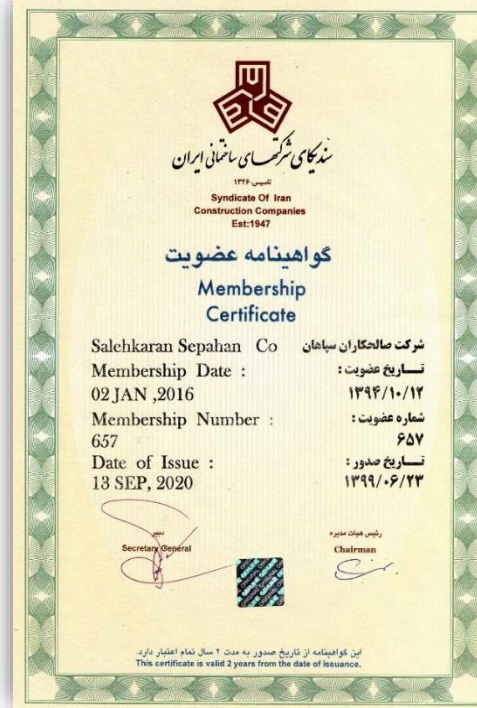 سندیکای شرکتهای ساختمانی ایران
تاسیس ۱۳۲۶
Syndicate Of Iran
Construction Companies
Est:1947
گواهینامه عضویت
Membership
Certificate
Salehkaran Sepahan Co شرکت صالحکاران سپاهان
Membership Date : تاریخ عضویت :
02 JAN ,2016 ۱۳۹۴/۱۰/۱۲
Membership Number : شماره عضویت :
657 ۶۵۷
Date of Issue : تاریخ صدور :
13 SEP, 2020 ۱۳۹۹/۰۶/۲۳
دبیر رئیس هیات مدیره
Secretary General Chairman
GENUINE
این گواهینامه از تاریخ صدور به مدت ۲ سال تمام اعتبار دارد.
This certificate is valid 2 years from the date of issuance.